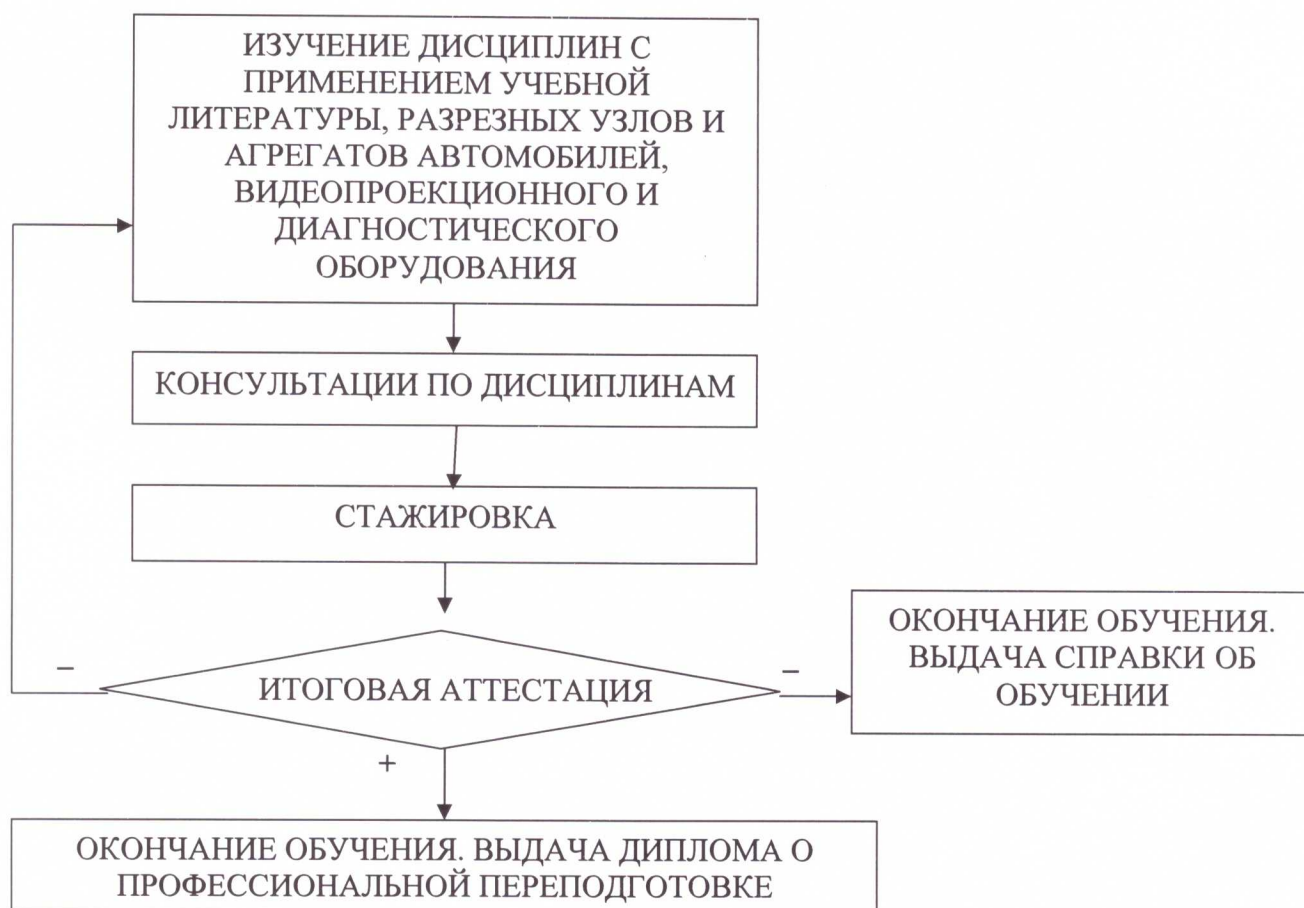 ИЗУЧЕНИЕ ДИСЦИПЛИН С
ПРИМЕНЕНИЕМ УЧЕБНОЙ
ЛИТЕРАТУРЫ, РАЗРЕЗНЫХ УЗЛОВ И
АГРЕГАТОВ АВТОМОБИЛЕЙ,
ВИДЕОПРОЕКЦИОННОГО И
ДИАГНОСТИЧЕСКОГО
ОБОРУДОВАНИЯ
КОНСУЛЬТАЦИИ ПО ДИСЦИПЛИНАМ
СТАЖИРОВКА
–
ИТОГОВАЯ АТТЕСТАЦИЯ
–
ОКОНЧАНИЕ ОБУЧЕНИЯ.
ВЫДАЧА СПРАВКИ ОБ
ОБУЧЕНИИ
+
ОКОНЧАНИЕ ОБУЧЕНИЯ. ВЫДАЧА ДИПЛОМА О
ПРОФЕССИОНАЛЬНОЙ ПЕРЕПОДГОТОВКЕ